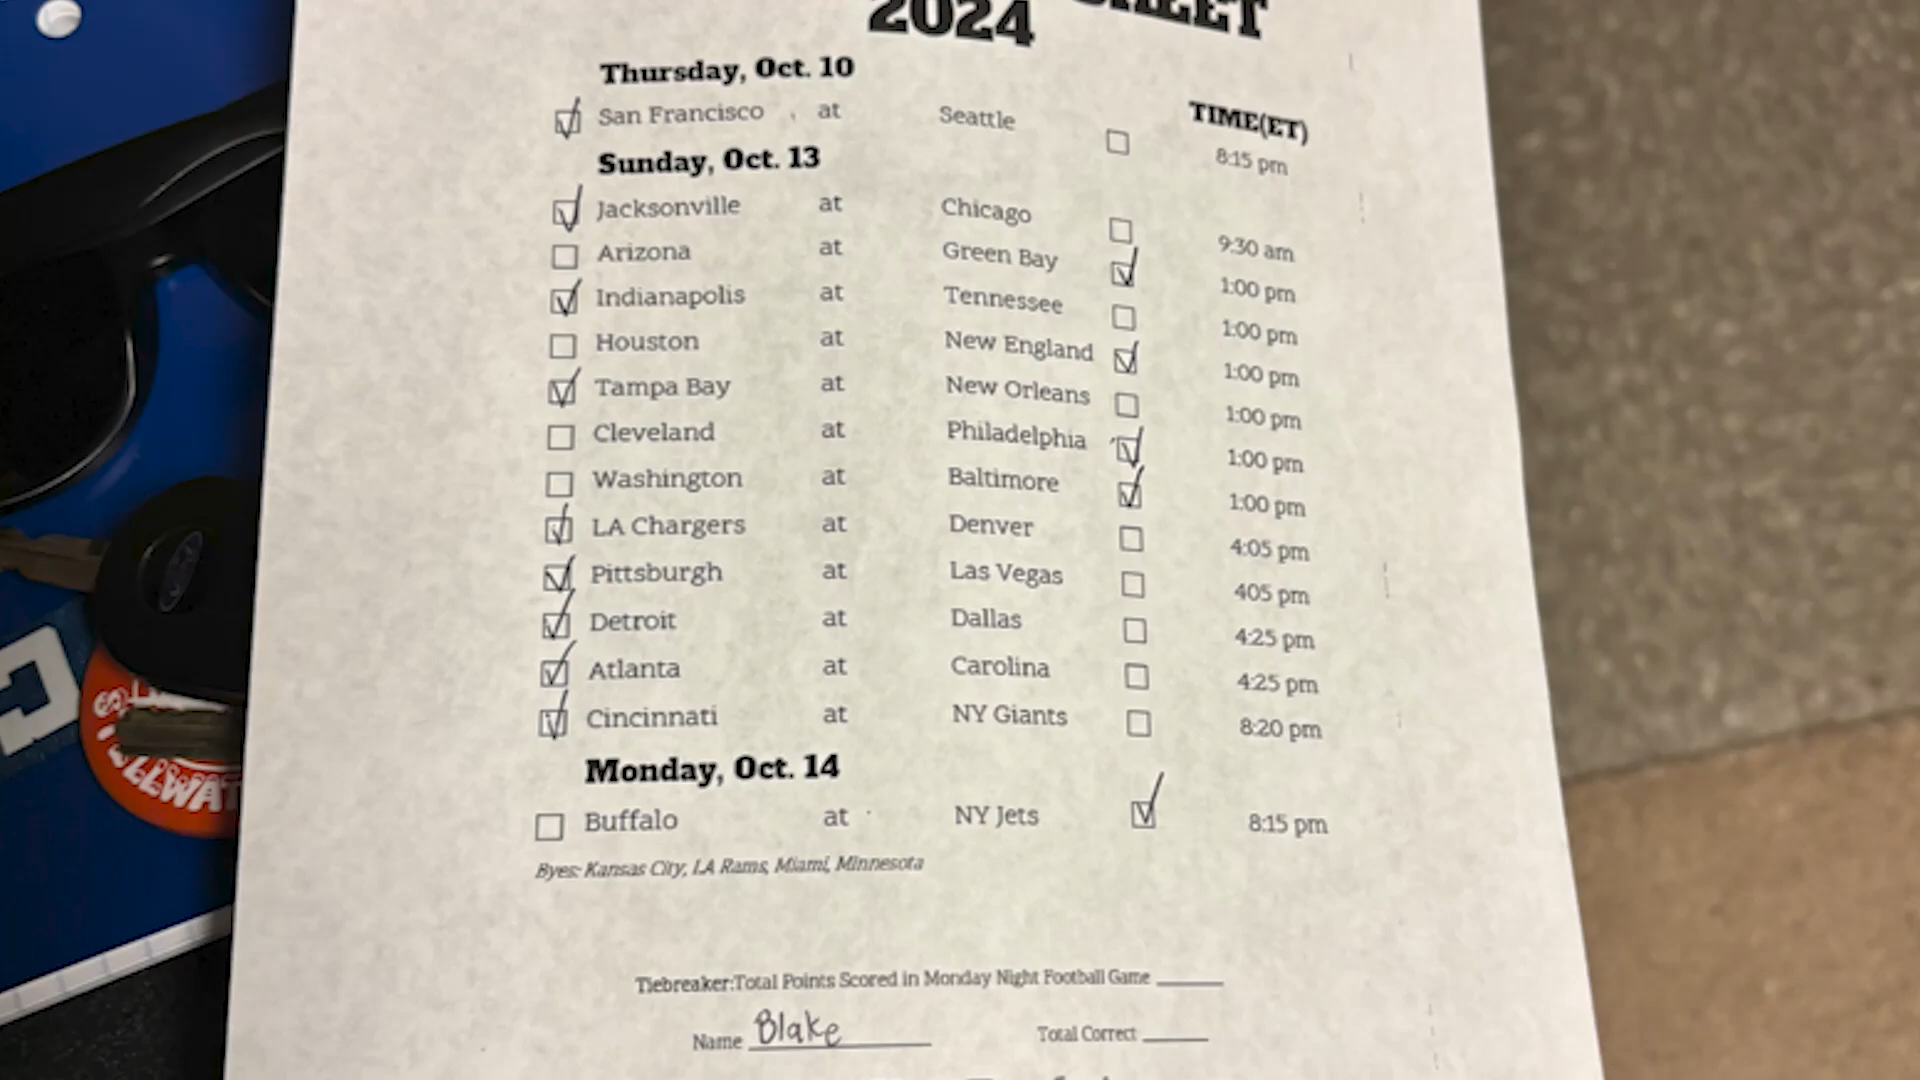 2024
Thursday, Oct. 10
TIME(ET)
San Francisco at Seattle 8:15 pm
Sunday, Oct. 13
Jacksonville at Chicago 9:30 am
Arizona at Green Bay 1:00 pm
Indianapolis at Tennessee 1:00 pm
Houston at New England 1:00 pm
Tampa Bay at New Orleans 1:00 pm
Cleveland at Philadelphia 1:00 pm
Washington at Baltimore 1:00 pm
LA Chargers at Denver 4:05 pm
Pittsburgh at Las Vegas 405 pm
Detroit at Dallas 4:25 pm
Atlanta at Carolina 4:25 pm
Cincinnati at NY Giants 8:20 pm
Monday, Oct. 14
Buffalo at NY Jets 8:15 pm
Byes: Kansas City, LA Rams, Miami, Minnesota
Tiebreaker:Total Points Scored in Monday Night Football Game
Name Blake Total Correct